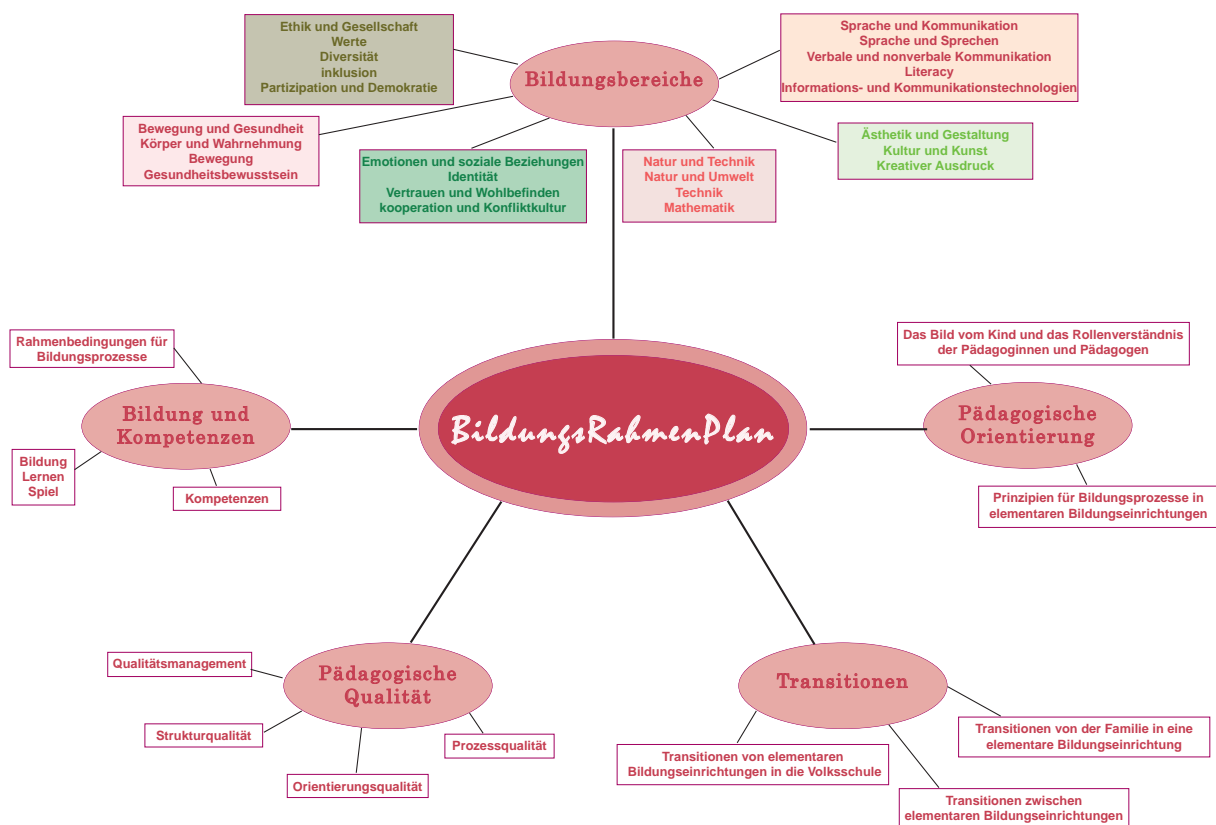 Ethik und Gesellschaft
Werte
Diversität
inklusion
Partizipation und Demokratie
Bildungsbereiche
Sprache und Kommunikation
Sprache und Sprechen
Verbale und nonverbale Kommunikation
Literacy
Informations- und Kommunikationstechnologien
Bewegung und Gesundheit
Körper und Wahrnehmung
Bewegung
Gesundheitsbewusstsein
Emotionen und soziale Beziehungen
Identität
Vertrauen und Wohlbefinden
kooperation und Konfliktkultur
Natur und Technik
Natur und Umwelt
Technik
Mathematik
Ästhetik und Gestaltung
Kultur und Kunst
Kreativer Ausdruck
Rahmenbedingungen für
Bildungsprozesse
Bildung und
Kompetenzen
Bildung
Lernen
Spiel
Kompetenzen
BildungsRahmenPlan
Das Bild vom Kind und das Rollenverständnis
der Pädagoginnen und Pädagogen
Pädagogische
Orientierung
Prinzipien für Bildungsprozesse in
elementaren Bildungseinrichtungen
Qualitätsmanagement
Pädagogische
Qualität
Strukturqualität
Prozessqualität
Orientierungsqualität
Transitionen
Transitionen von elementaren
Bildungseinrichtungen in die Volksschule
Transitionen von der Familie in eine
elementare Bildungseinrichtung
Transitionen zwischen
elementaren Bildungseinrichtungen